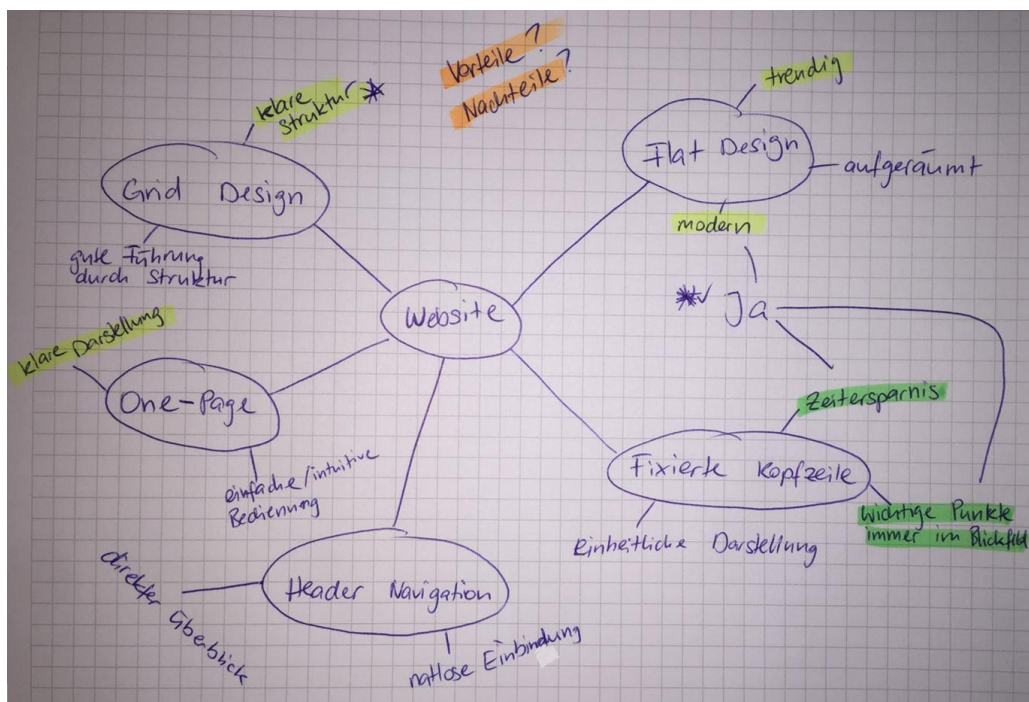 Vorteile?
Nachteile?
klare
Struktur *
Grid Design
gute Führung
durch Struktur
trendig
Flat Design
aufgeräumt
modern
Ja
Website
klare Darstellung
One-Page
einfache/intuitive
Bedienung
Zeitersparnis
Fixierte Kopfzeile
wichtige Punkte
immer im Blickfeld
Einheitliche Darstellung
direkter Überblick
Header Navigation
nahtlose Einbindung